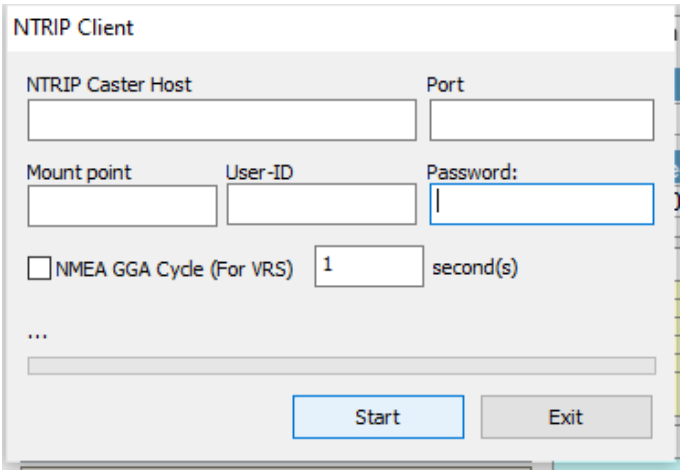 NTRIP Client
NTRIP Caster Host Port
Mount point User-ID Password:
NMEA GGA Cycle (For VRS) 1 second(s)
...
Start Exit